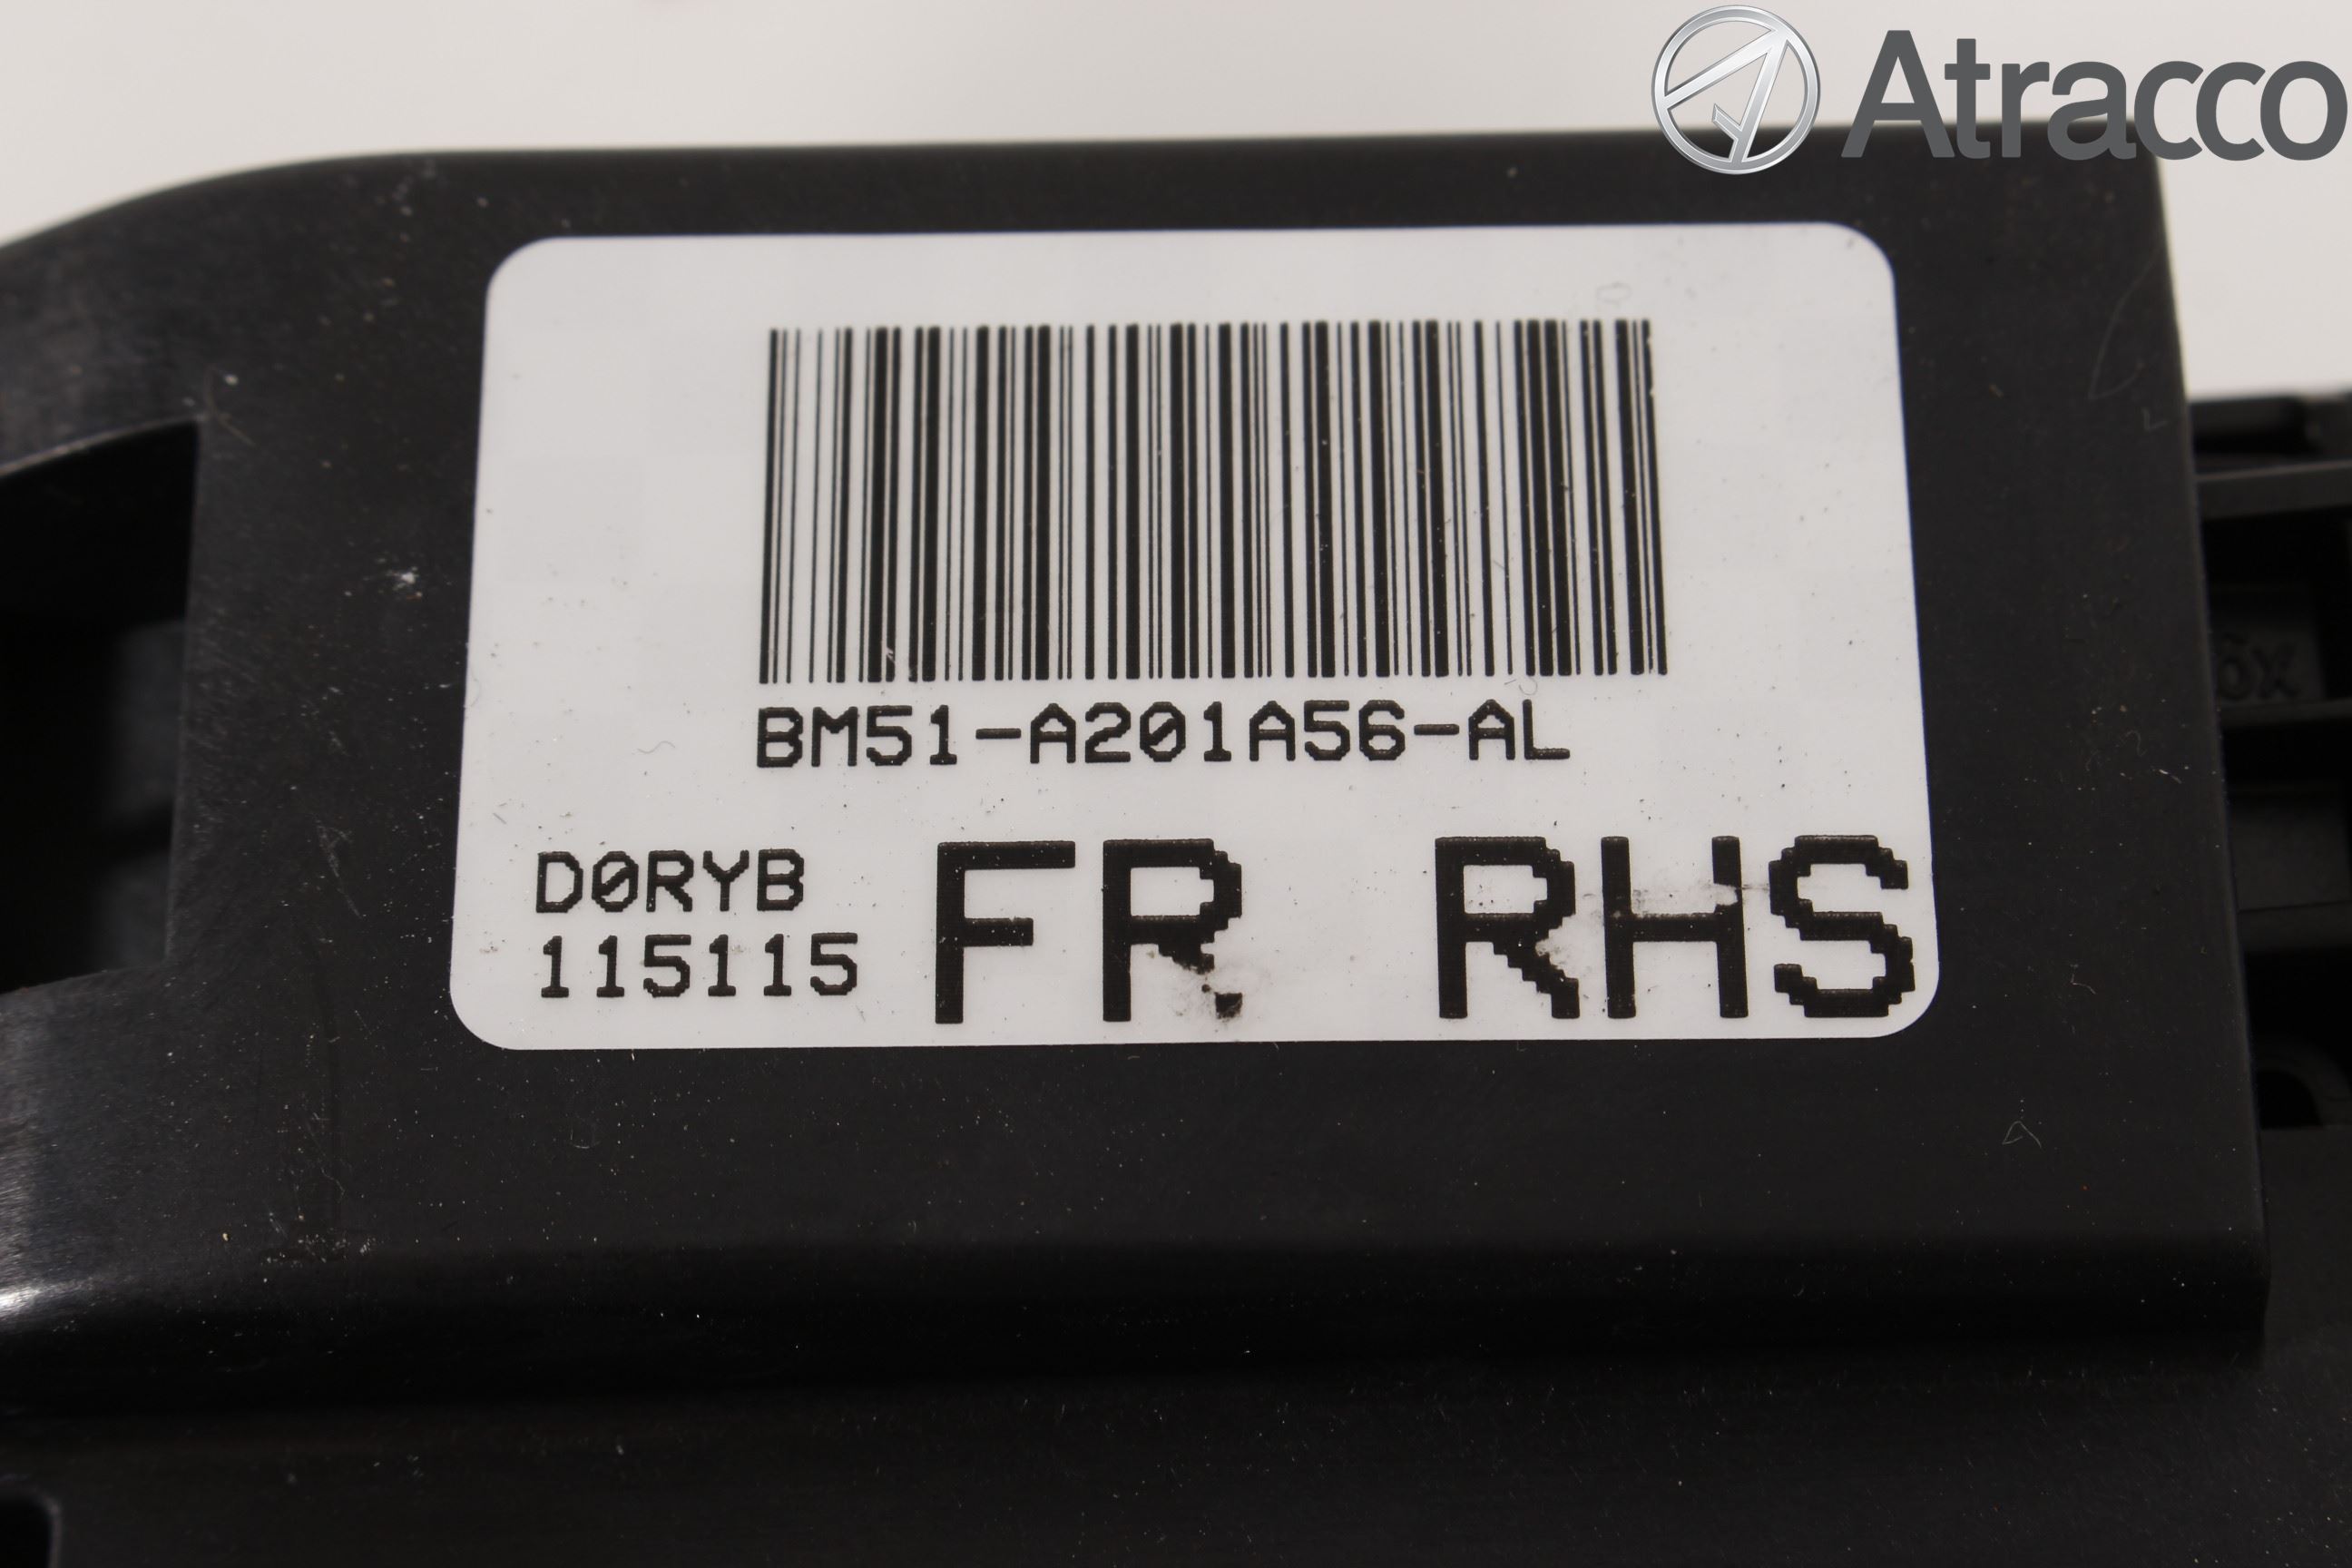 Atracco
BM51-A201A56-AL
D0RYB
115115
FR RHS